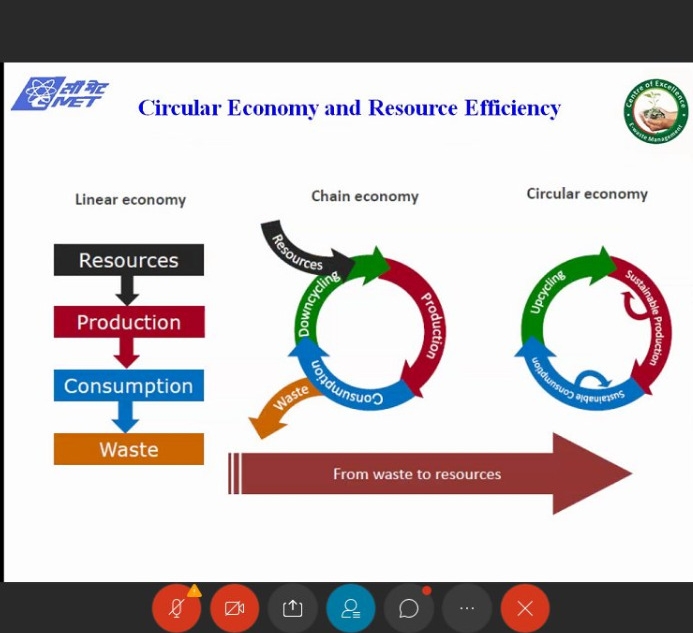 सी मेट
C-MET
Circular Economy and Resource Efficiency
Centre of Excellence
E-waste Management
Linear economy
Chain economy
Circular economy
Resources
Production
Consumption
Waste
Resources
Downcycling
Production
Consumption
Waste
Upcycling
Sustainable Production
Sustainable Consumption
From waste to resources